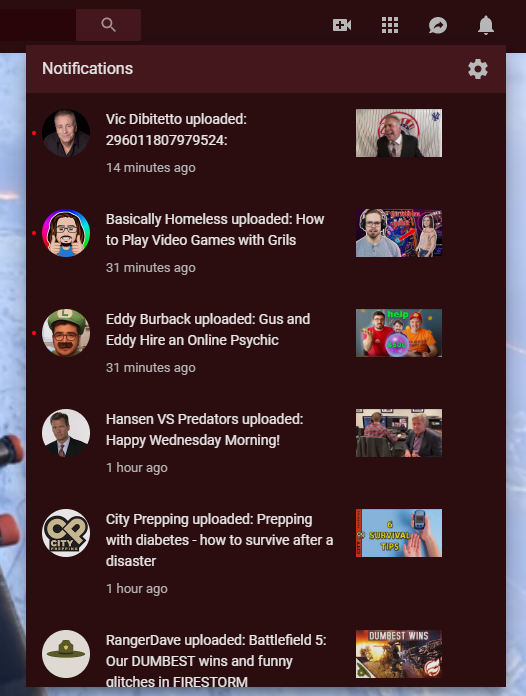 Notifications
Vic Dibitetto uploaded:
296011807979524:
14 minutes ago
Basically Homeless uploaded: How
to Play Video Games with Grils
31 minutes ago
Eddy Burback uploaded: Gus and
Eddy Hire an Online Psychic
31 minutes ago
help
Hansen VS Predators uploaded:
Happy Wednesday Morning!
1 hour ago
CITY
PREPPING
City Prepping uploaded: Prepping
with diabetes - how to survive after a
disaster
1 hour ago
6
SURVIVAL
TIPS
RangerDave uploaded: Battlefield 5:
Our DUMBEST wins and funny
glitches in FIRESTORM
DUMBEST WINS